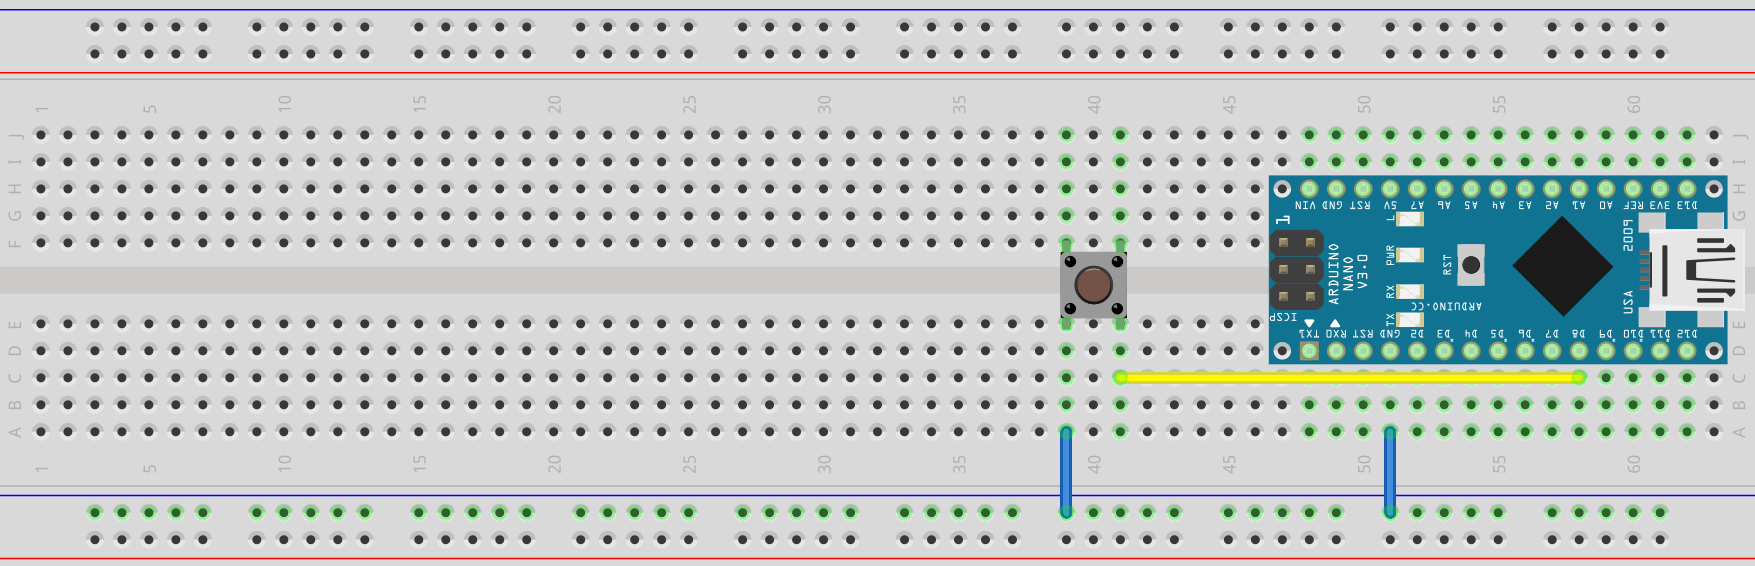 1 5 10 15 20 25 30 35 40 45 50 55 60
J J
I I
H H
VIN GND RST 5V A7 A6 A5 A4 A3 A2 A1 A0 REF 3V3 D13
G 1 L G
F
ARDUINO
NANO
V3.0
PWR
RST
RX
TX
ARDUINO.CC
USA
ICSP
E E
TX1 RX0 RST GND D2 D3 D4 D5 D6 D7 D8 D9 D10 D11 D12
D D
C C
B B
A A
1 5 10 15 20 25 30 35 40 45 50 55 60